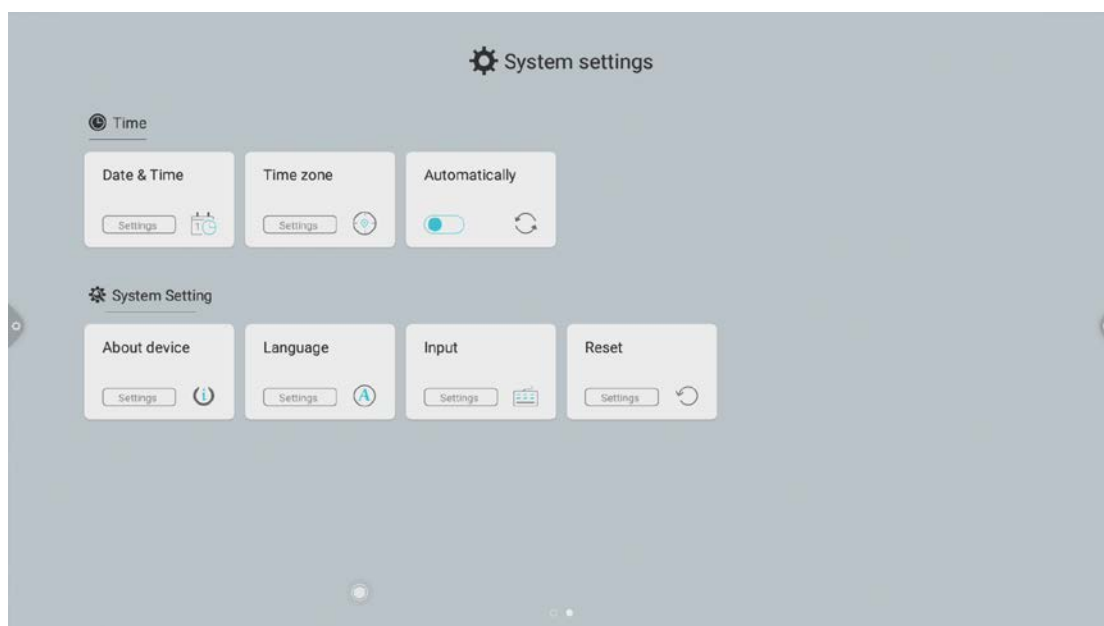 System settings
Time
Date & Time
Time zone
Automatically
Settings
Settings
System Setting
About device
Language
Input
Reset
Settings
Settings
Settings
Settings